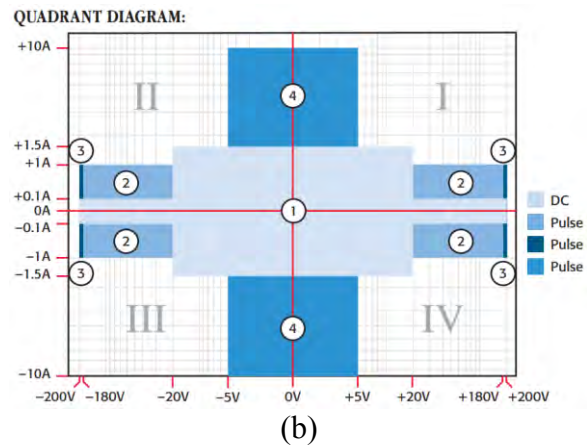 QUADRANT DIAGRAM:
+10A
II
I
4
+1.5A
3
3
+1A
2
2
+0.1A
0A
1
DC
−0.1A
Pulse
2
2
Pulse
−1A
3
3
Pulse
−1.5A
III
4
IV
−10A
−200V −180V −20V −5V 0V +5V +20V +180V +200V
(b)